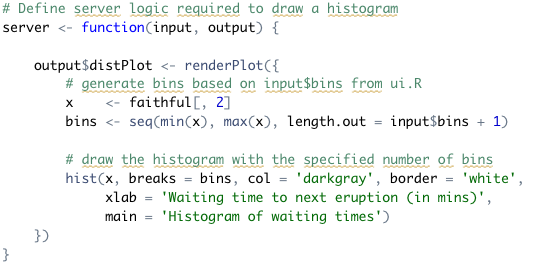 # Define server logic required to draw a histogram
server <- function(input, output) {
output$distPlot <- renderPlot({
# generate bins based on input$bins from ui.R
x    <- faithful[, 2]
bins <- seq(min(x), max(x), length.out = input$bins + 1)
# draw the histogram with the specified number of bins
hist(x, breaks = bins, col = 'darkgray', border = 'white',
xlab = 'Waiting time to next eruption (in mins)',
main = 'Histogram of waiting times')
})
}